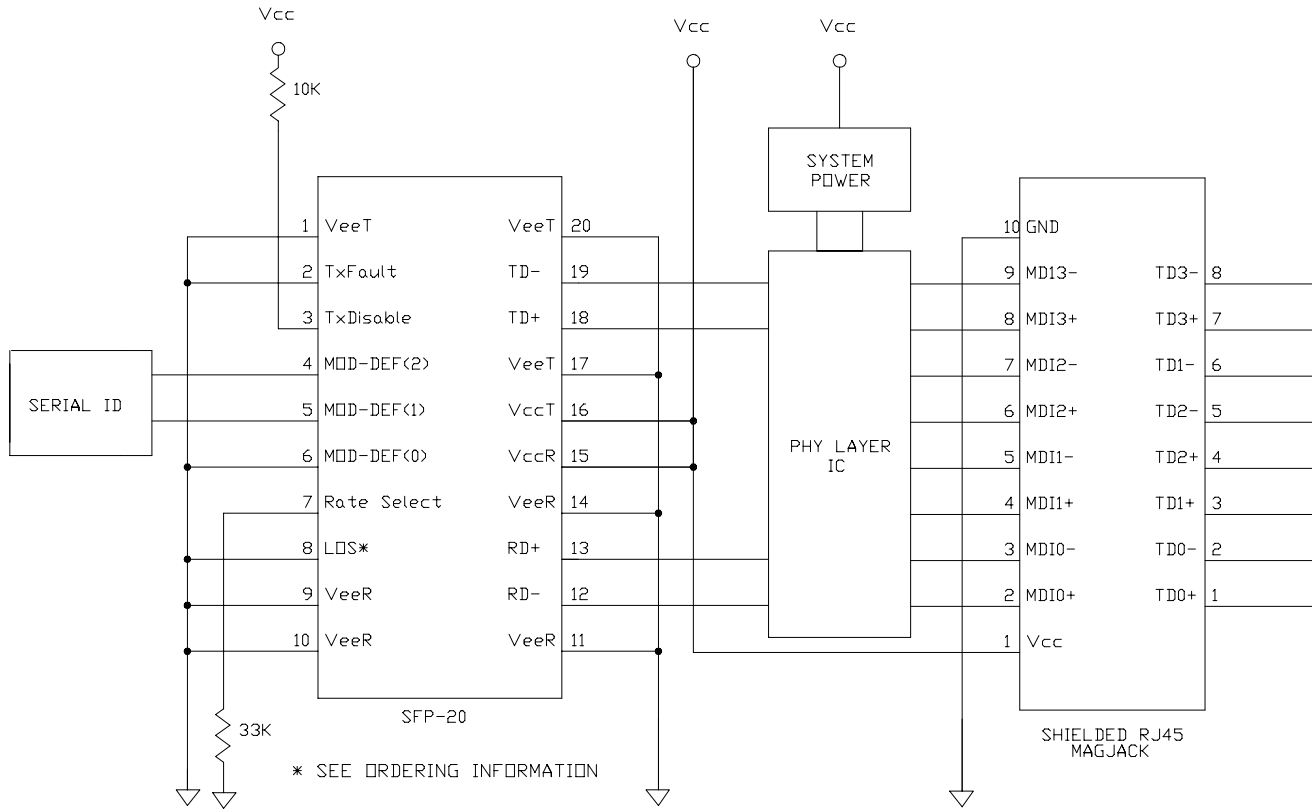 Vcc
Vcc
Vcc
10K
SYSTEM
POWER
1 VeeT
2 TxFault
3 TxDisable
4 MOD-DEF(2)
5 MOD-DEF(1)
6 MOD-DEF(0)
7 Rate Select
8 LOS*
9 VeeR
10 VeeR
VeeT 20
TD- 19
TD+ 18
VeeT 17
VccT 16
VccR 15
VeeR 14
RD+ 13
RD- 12
VeeR 11
SERIAL ID
PHY LAYER
IC
10 GND
9 MD13-
8 MDI3+
7 MDI2-
6 MDI2+
5 MDI1-
4 MDI1+
3 MDI0-
2 MDI0+
1 Vcc
TD3- 8
TD3+ 7
TD1- 6
TD2- 5
TD2+ 4
TD1+ 3
TD0- 2
TD0+ 1
SFP-20
33K
SHIELDED RJ45
MAGJACK
* SEE ORDERING INFORMATION